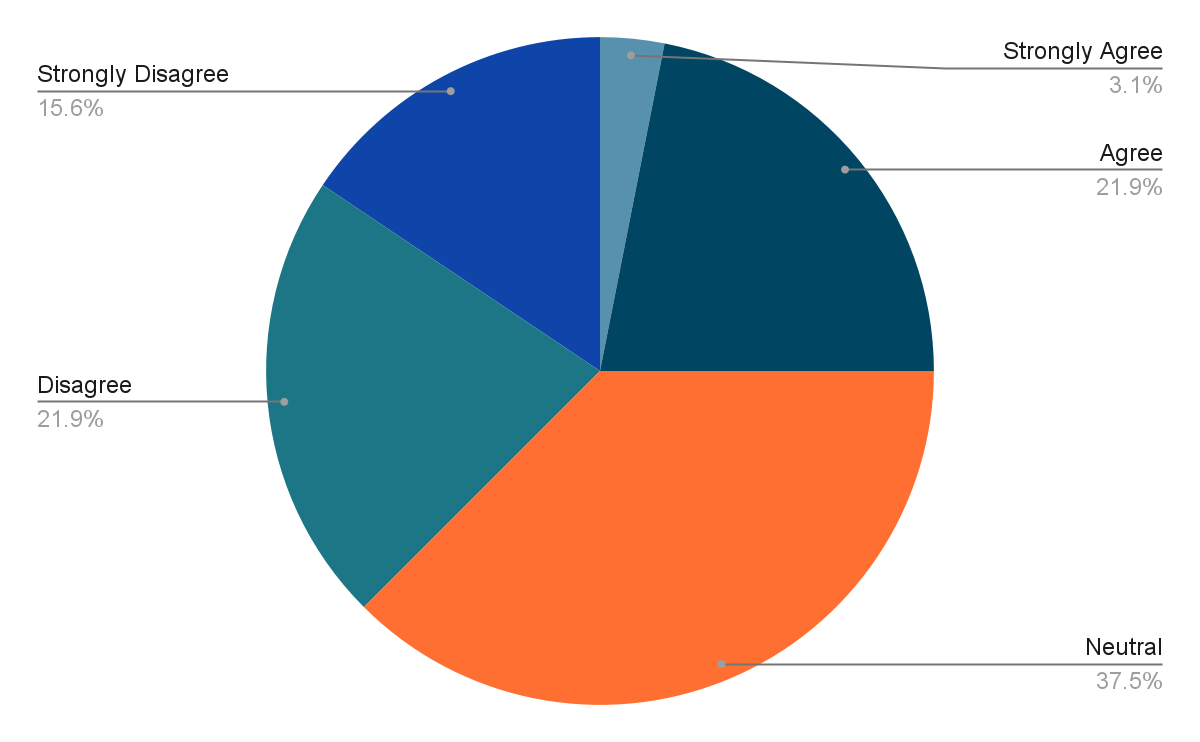 Strongly Agree
3.1%
Agree
21.9%
Neutral
37.5%
Disagree
21.9%
Strongly Disagree
15.6%